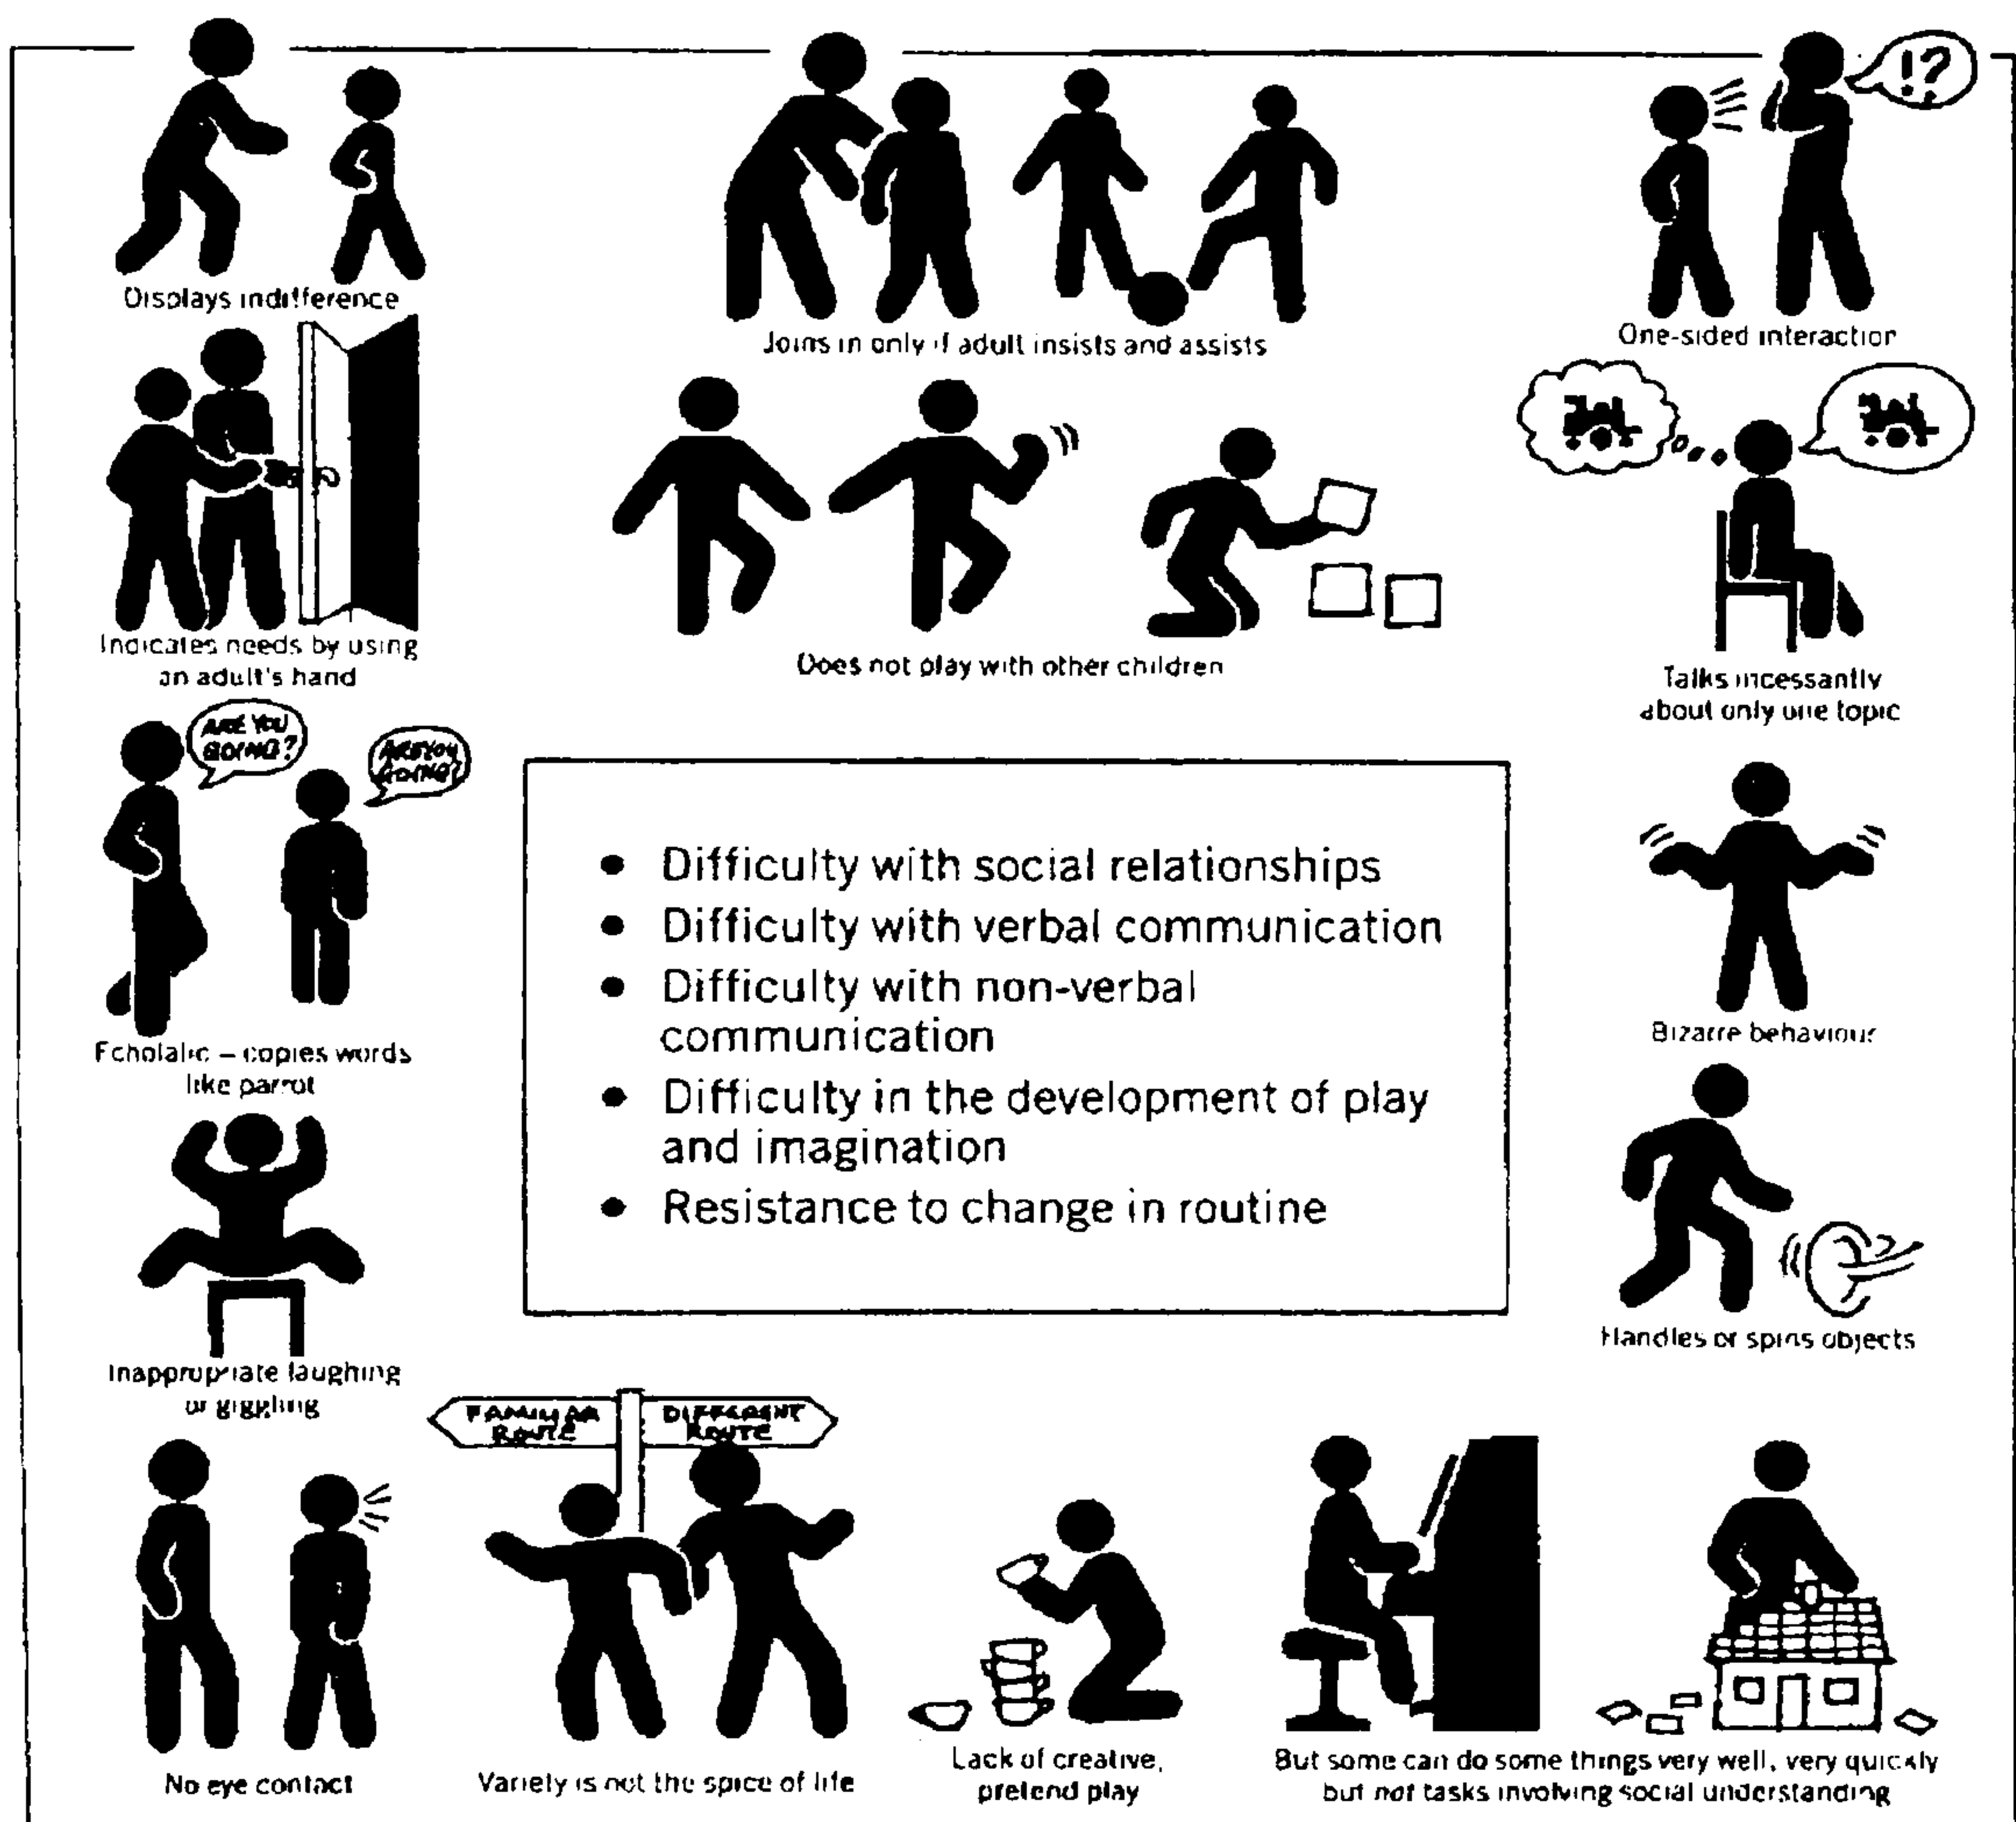 !?
Displays indifference
Joins in only if adult insists and assists
One-sided interaction
Indicates needs by using
an adult's hand
Does not play with other children
Talks incessantly
about only one topic
ARE YOU
GOING?
ARE YOU
GOING?
Echolalic – copies words
like parrot
• Difficulty with social relationships
• Difficulty with verbal communication
• Difficulty with non-verbal
communication
• Difficulty in the development of play
and imagination
• Resistance to change in routine
Bizarre behaviour
Inappropriate laughing
or giggling
Handles or spins objects
FAMILIAR
ROUTE
DIFFERENT
ROUTE
No eye contact
Variety is not the spice of life
Lack of creative,
pretend play
But some can do some things very well, very quickly
but not tasks involving social understanding